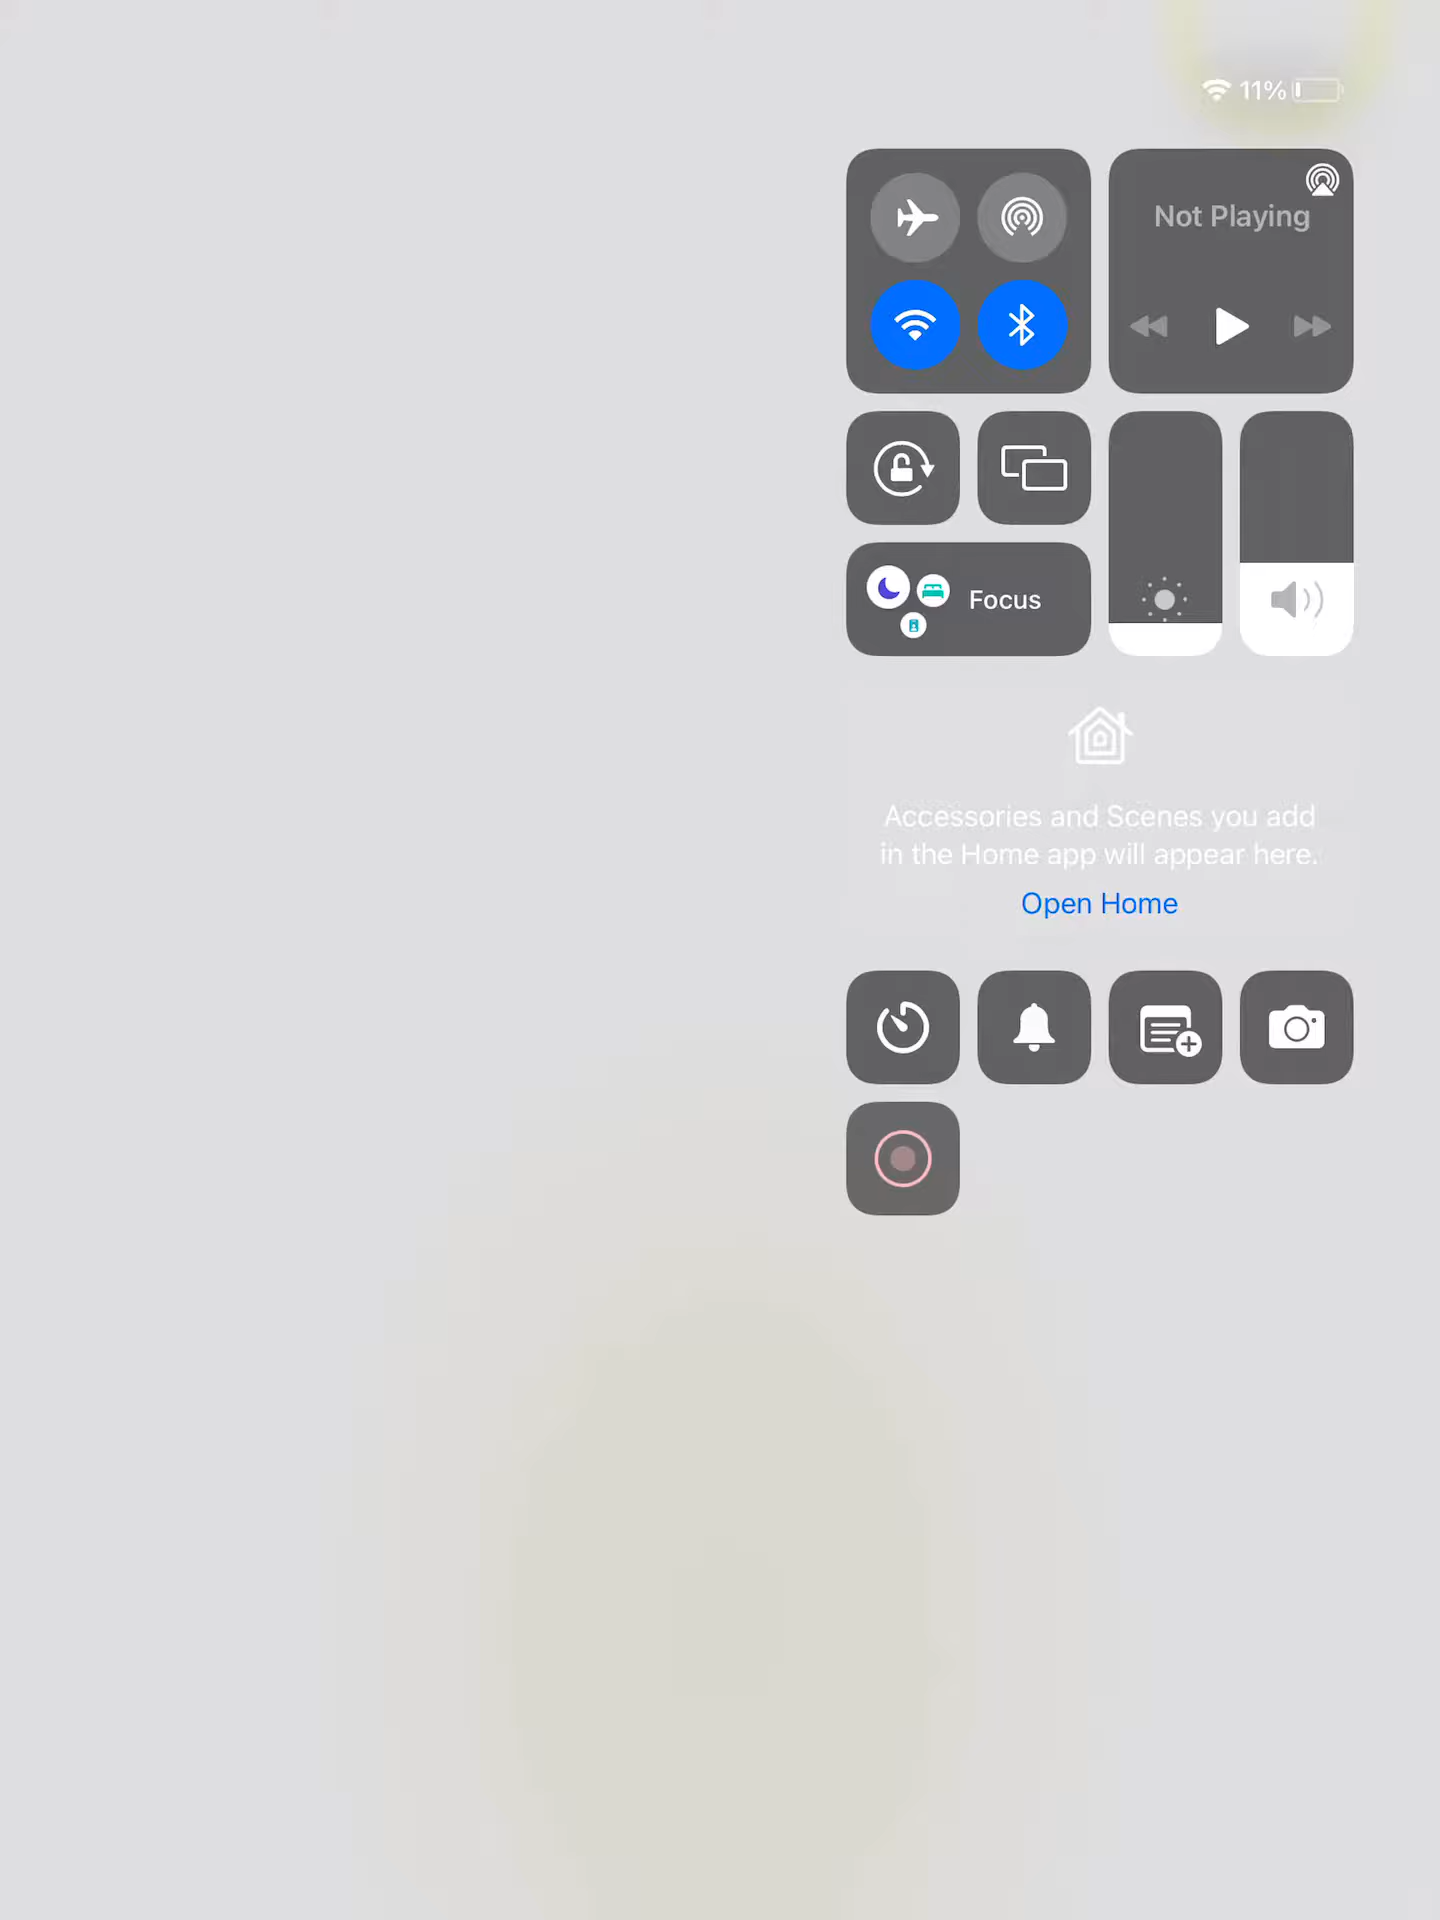 11%
Not Playing
Focus
Accessories and Scenes you add
in the Home app will appear here.
Open Home